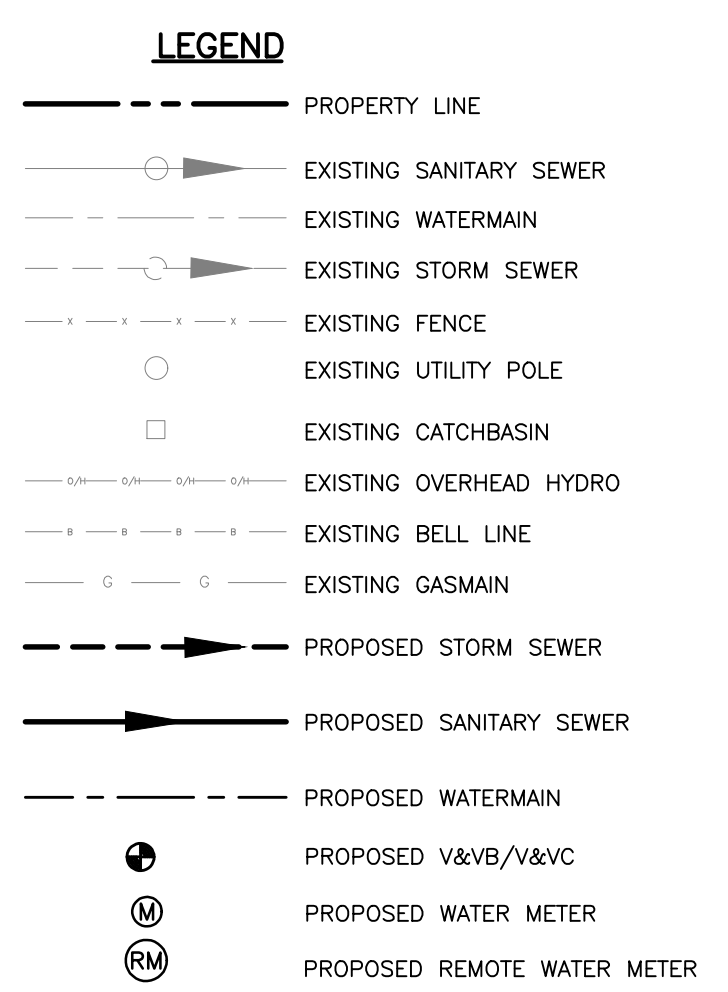 LEGEND
PROPERTY LINE
EXISTING SANITARY SEWER
EXISTING WATERMAIN
EXISTING STORM SEWER
X X X X EXISTING FENCE
EXISTING UTILITY POLE
EXISTING CATCHBASIN
O/H O/H O/H O/H EXISTING OVERHEAD HYDRO
B B B B EXISTING BELL LINE
G G EXISTING GASMAIN
PROPOSED STORM SEWER
PROPOSED SANITARY SEWER
PROPOSED WATERMAIN
PROPOSED V&VB/V&VC
M PROPOSED WATER METER
RM PROPOSED REMOTE WATER METER